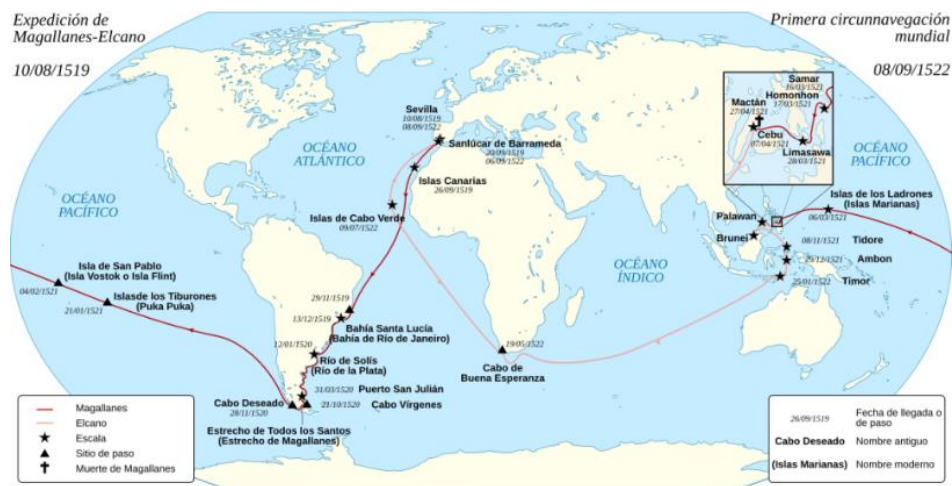 Expedición de
Magallanes-Elcano
10/08/1519
Primera circunnavegación
mundial
08/09/1522
Samar
16/03/1521
Homonhon
17/03/1521
Mactán
27/04/1521
Cebu
07/04/1521
Limasawa
28/03/1521
Sevilla
10/08/1519
08/09/1522
Sanlúcar de Barrameda
20/09/1519
06/09/1522
OCÉANO
ATLÁNTICO
OCÉANO
PACÍFICO
Islas Canarias
26/09/1519
OCÉANO
PACÍFICO
Islas de Cabo Verde
09/07/1522
Islas de los Ladrones
(Islas Marianas)
06/03/1521
Palawan
Brunei
08/11/1521
Tidore
29/12/1521
Ambon
25/01/1522
Timor
OCÉANO
ÍNDICO
Isla de San Pablo
(Isla Vostok o Isla Flint)
04/02/1521
Islasde los Tiburones
(Puka Puka)
21/01/1521
29/11/1519
13/12/1519
Bahía Santa Lucía
(Bahía de Río de Janeiro)
12/01/1520
Río de Solís
(Río de la Plata)
19/05/1522
Cabo de
Buena Esperanza
31/03/1520
Puerto San Julián
Cabo Deseado
28/11/1520
21/10/1520
Cabo Vírgenes
Estrecho de Todos los Santos
(Estrecho de Magallanes)
Magallanes
Elcano
Escala
Sitio de paso
Muerte de Magallanes
26/09/1519
Fecha de llegada o
de paso
Cabo Deseado
Nombre antiguo
(Islas Marianas)
Nombre moderno